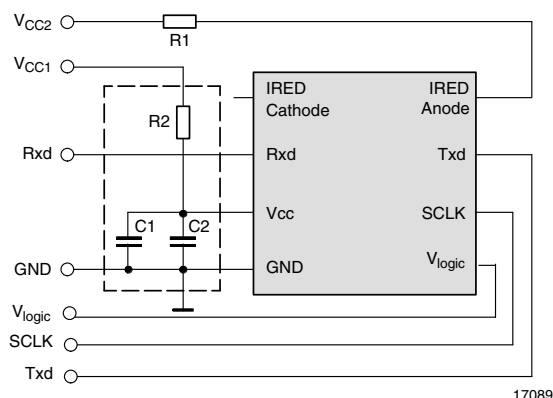 VCC2
R1
VCC1
IRED
Cathode
IRED
Anode
R2
Rxd
Rxd
Txd
C1
C2
Vcc
SCLK
GND
GND
Vlogic
Vlogic
SCLK
Txd
17089